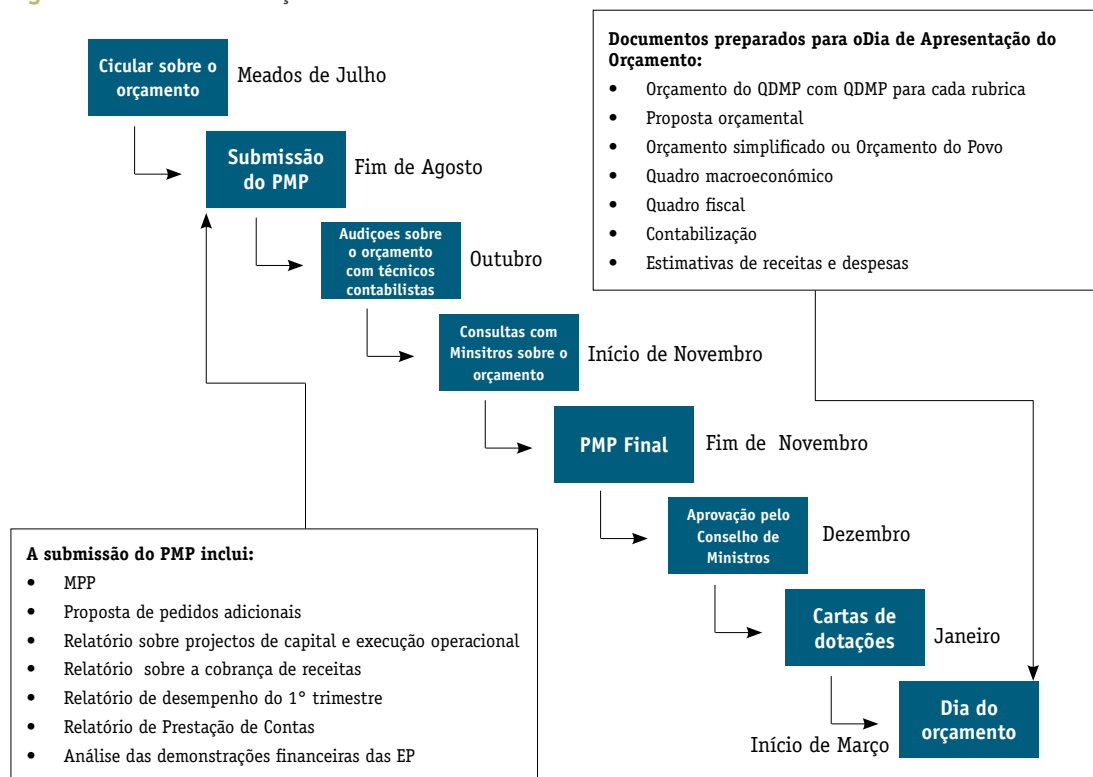 Cicular sobre o
orçamento
Meados de Julho
Submissão
do PMP
Fim de Agosto
Audiçoes sobre
o orçamento
com técnicos
contabilistas
Outubro
Consultas com
Minsitros sobre o
orçamento
Início de Novembro
PMP Final
Fim de Novembro
Aprovação pelo
Conselho de
Ministros
Dezembro
Cartas de
dotações
Janeiro
Dia do
orçamento
Início de Março
Documentos preparados para oDia de Apresentação do
Orçamento:
• Orçamento do QDMP com QDMP para cada rubrica
• Proposta orçamental
• Orçamento simplificado ou Orçamento do Povo
• Quadro macroeconómico
• Quadro fiscal
• Contabilização
• Estimativas de receitas e despesas
A submissão do PMP inclui:
• MPP
• Proposta de pedidos adicionais
• Relatório sobre projectos de capital e execução operacional
• Relatório sobre a cobrança de receitas
• Relatório de desempenho do 1° trimestre
• Relatório de Prestação de Contas
• Análise das demonstrações financeiras das EP